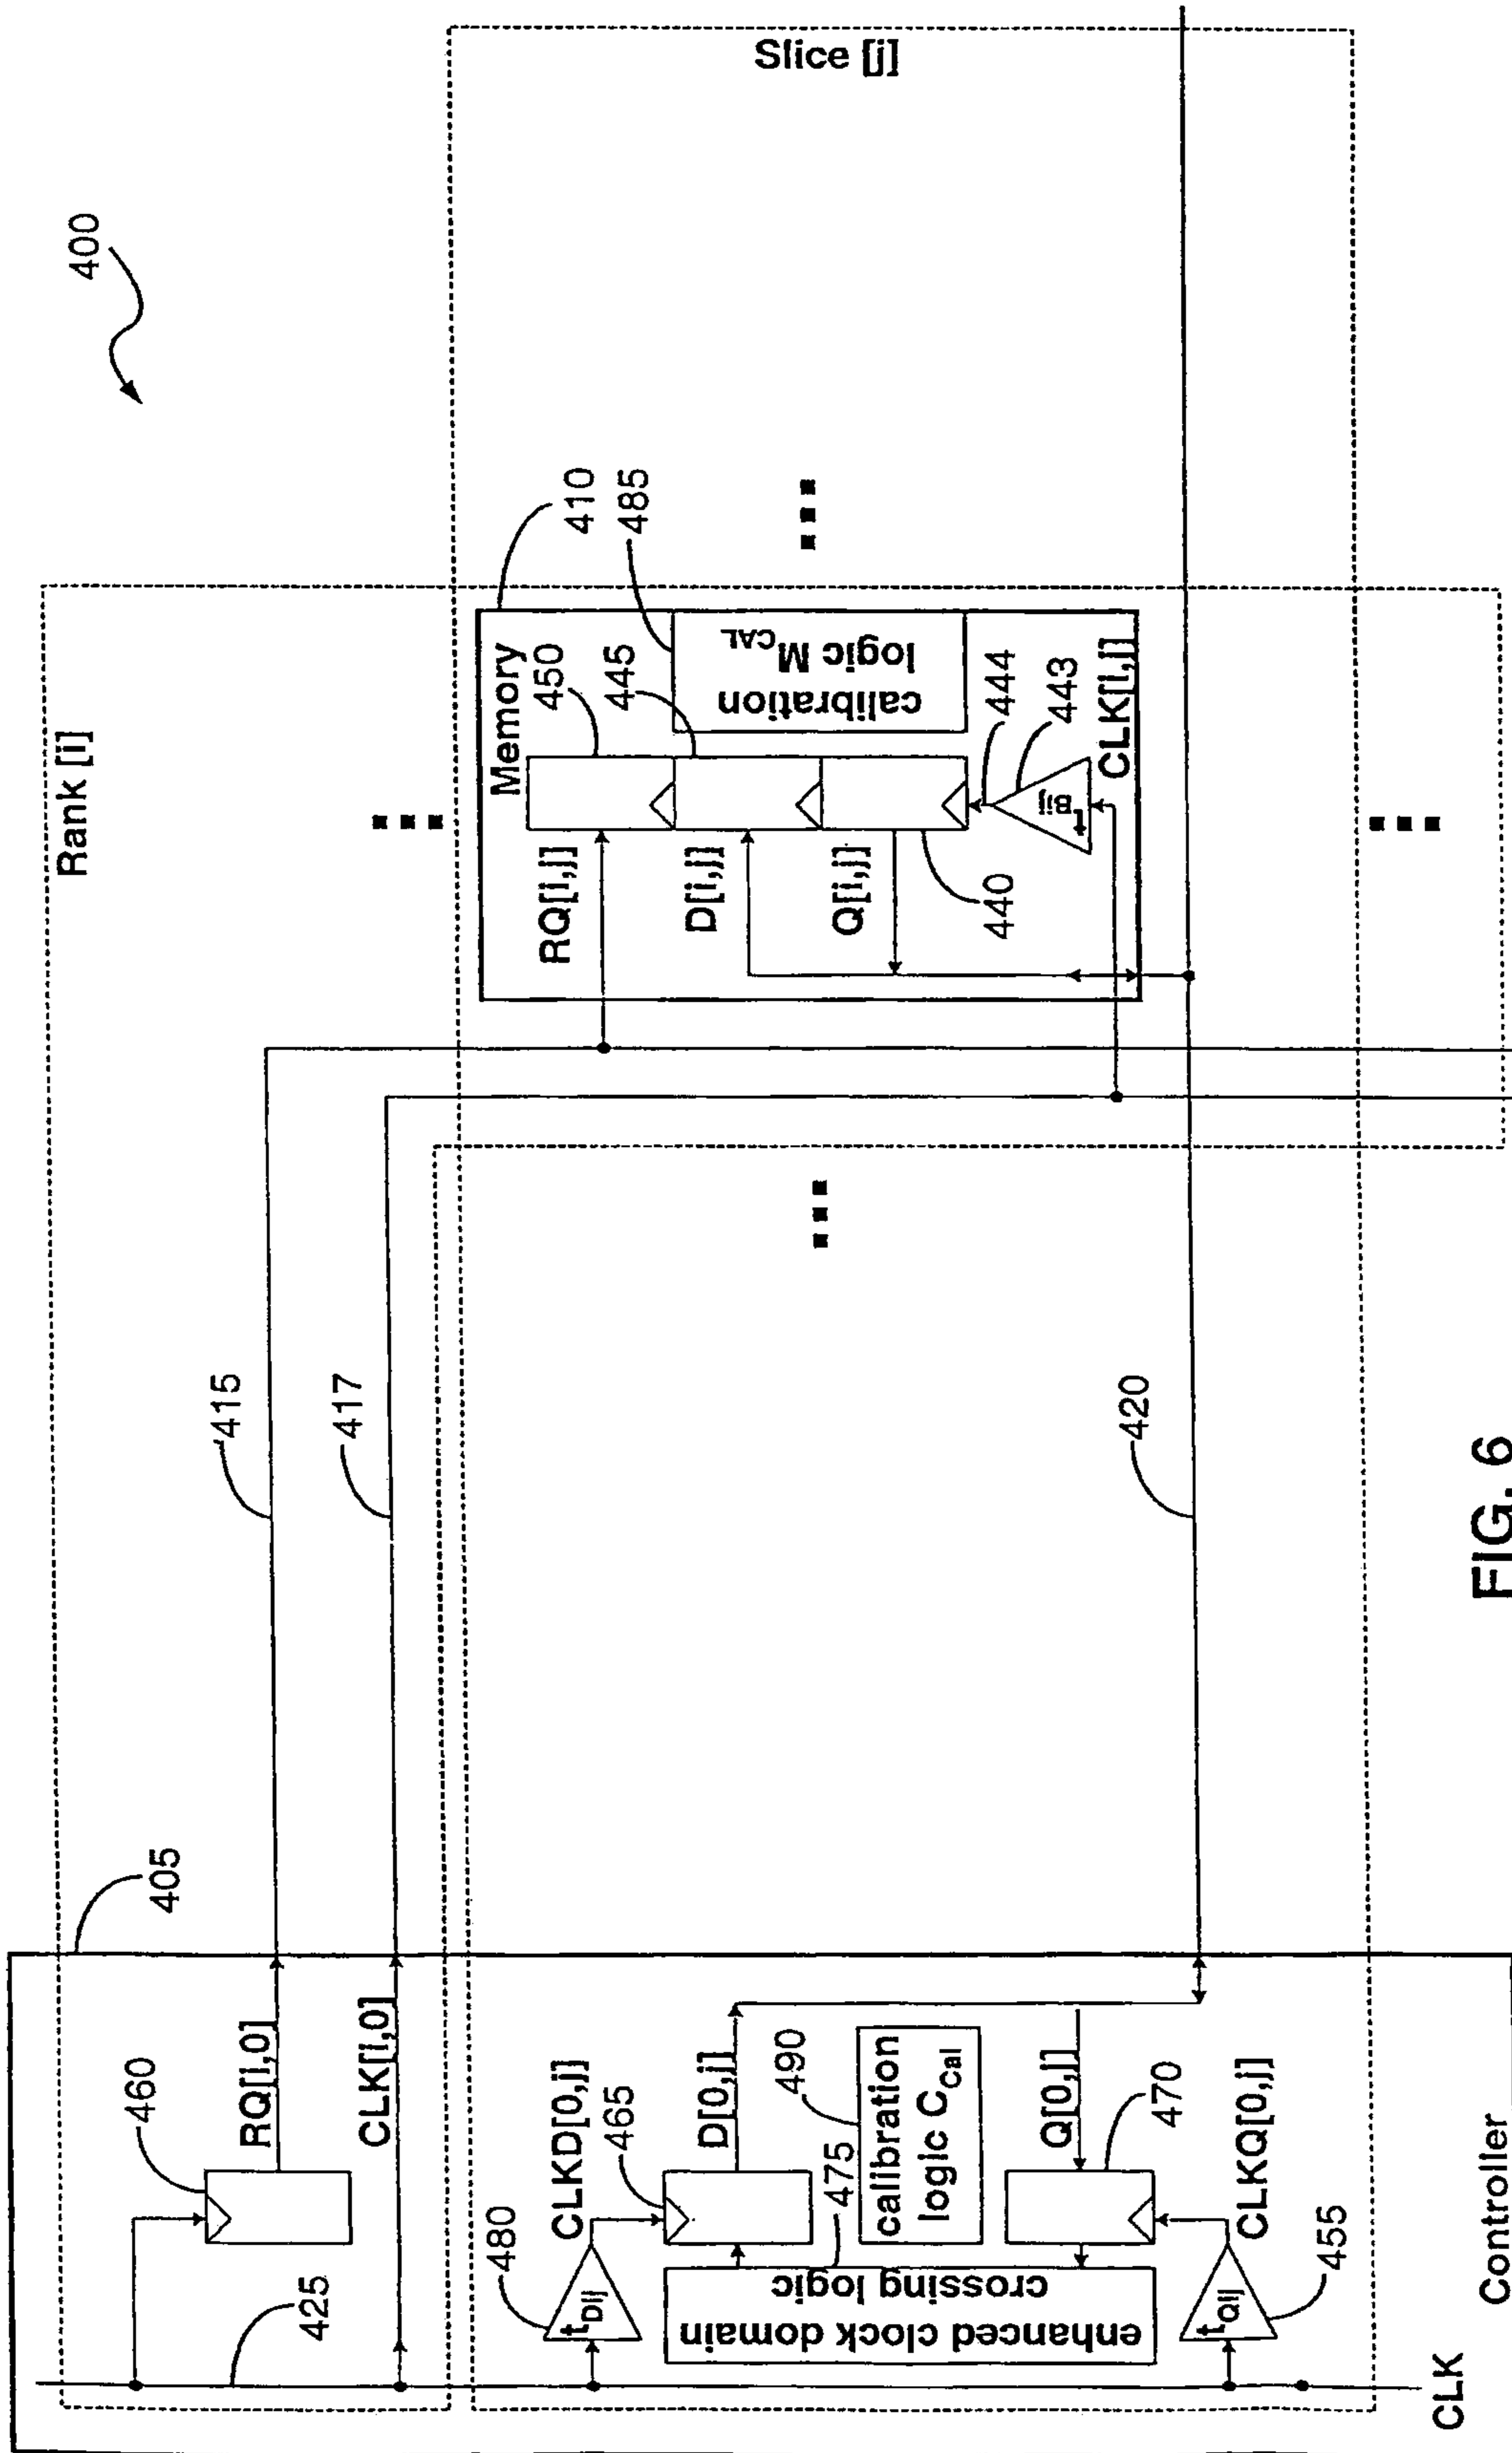 400
Rank [i]
Slice [j]
405
415
417
420
425
460
RQ[i,0]
CLK[i,0]
480
t_Dij
CLKD[0,j]
465
D[0,j]
475
490
calibration
logic C_Cal
enhanced clock domain
crossing logic
Q[0,j]
470
t_Qij
CLKQ[0,j]
455
CLK
Controller
Memory
410
485
450
445
RQ[i,j]
D[i,j]
Q[i,j]
calibration
logic M_CAL
440
444
443
t_Bij
CLK[i,j]
FIG. 6